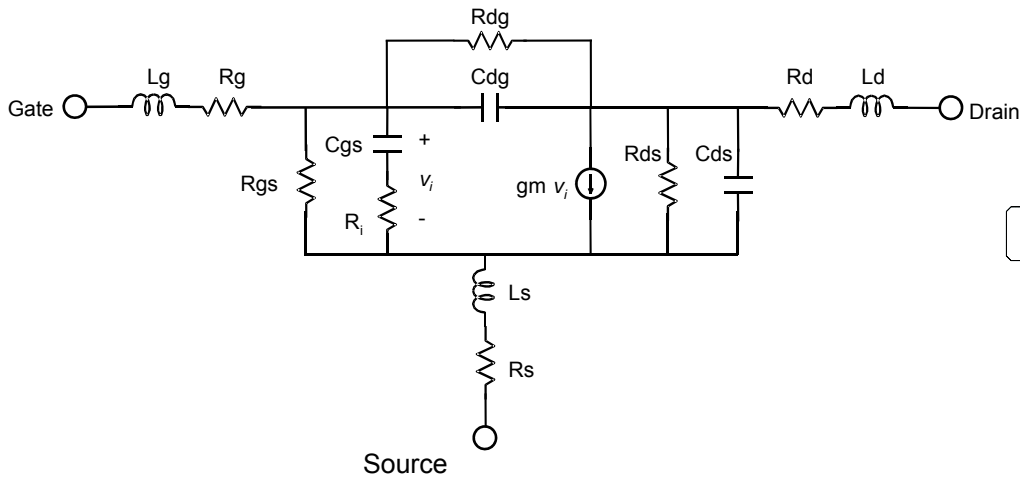 Rdg
Lg
Rg
Cdg
Rd
Ld
Gate
Drain
Cgs
+
Rgs
vi
Ri
-
gm vi
Rds
Cds
Ls
Rs
Source